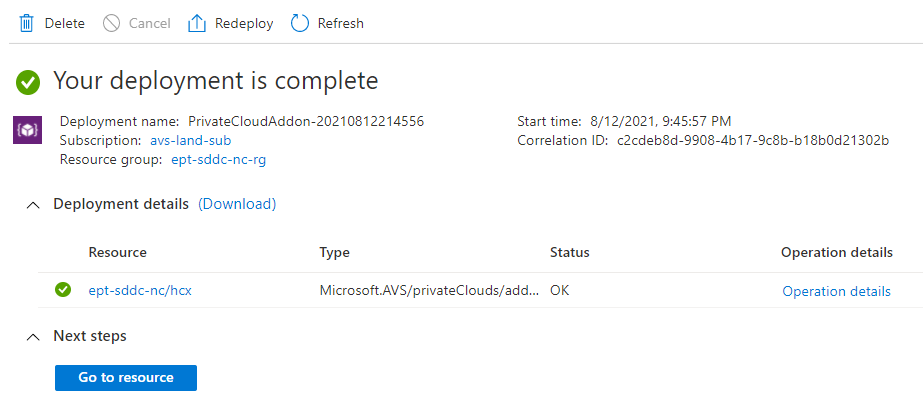 Delete Cancel Redeploy Refresh
Your deployment is complete
Deployment name: PrivateCloudAddon-20210812214556 Start time: 8/12/2021, 9:45:57 PM
Subscription: avs-land-sub Correlation ID: c2cdeb8d-9908-4b17-9c8b-b18b0d21302b
Resource group: ept-sddc-nc-rg
Deployment details (Download)
Resource Type Status Operation details
ept-sddc-nc/hcx Microsoft.AVS/privateClouds/add... OK Operation details
Next steps
Go to resource